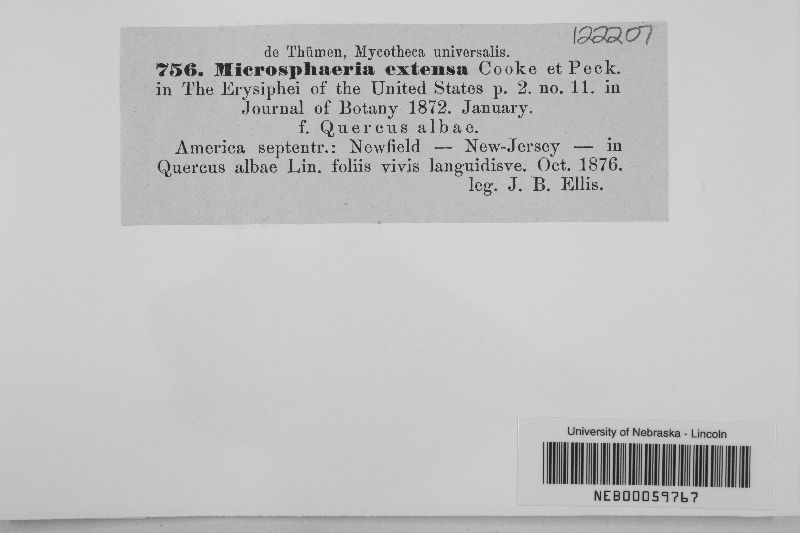 122207
de Thümen, Mycotheca universalis.
756. Microsphaeria extensa Cooke et Peck.
in The Erysiphei of the United States p. 2. no. 11. in
Journal of Botany 1872. January.
f. Quercus albae.
America septentr.: Newfield — New-Jersey — in
Quercus albae Lin. foliis vivis languidisve. Oct. 1876.
leg. J. B. Ellis.
University of Nebraska - Lincoln
NEB00059767